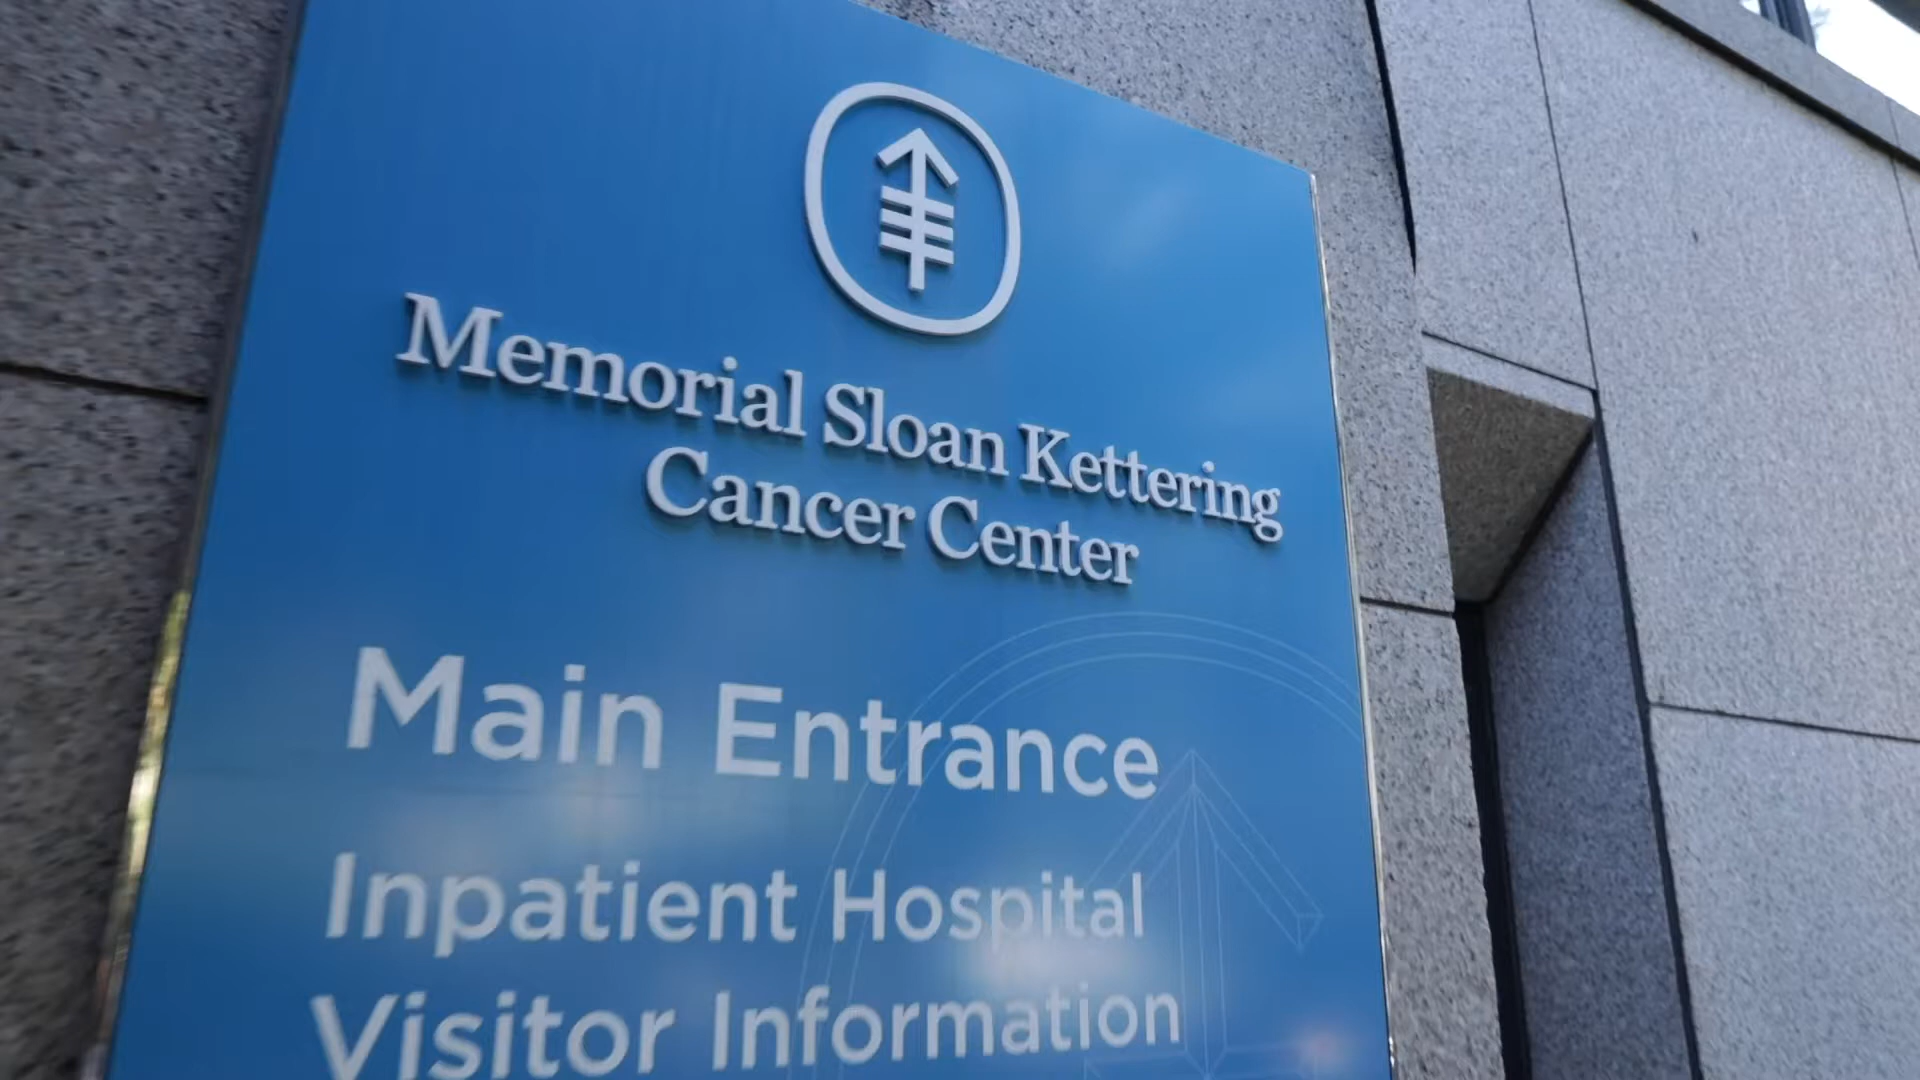 Memorial Sloan Kettering
Cancer Center
Main Entrance
Inpatient Hospital
Visitor Information